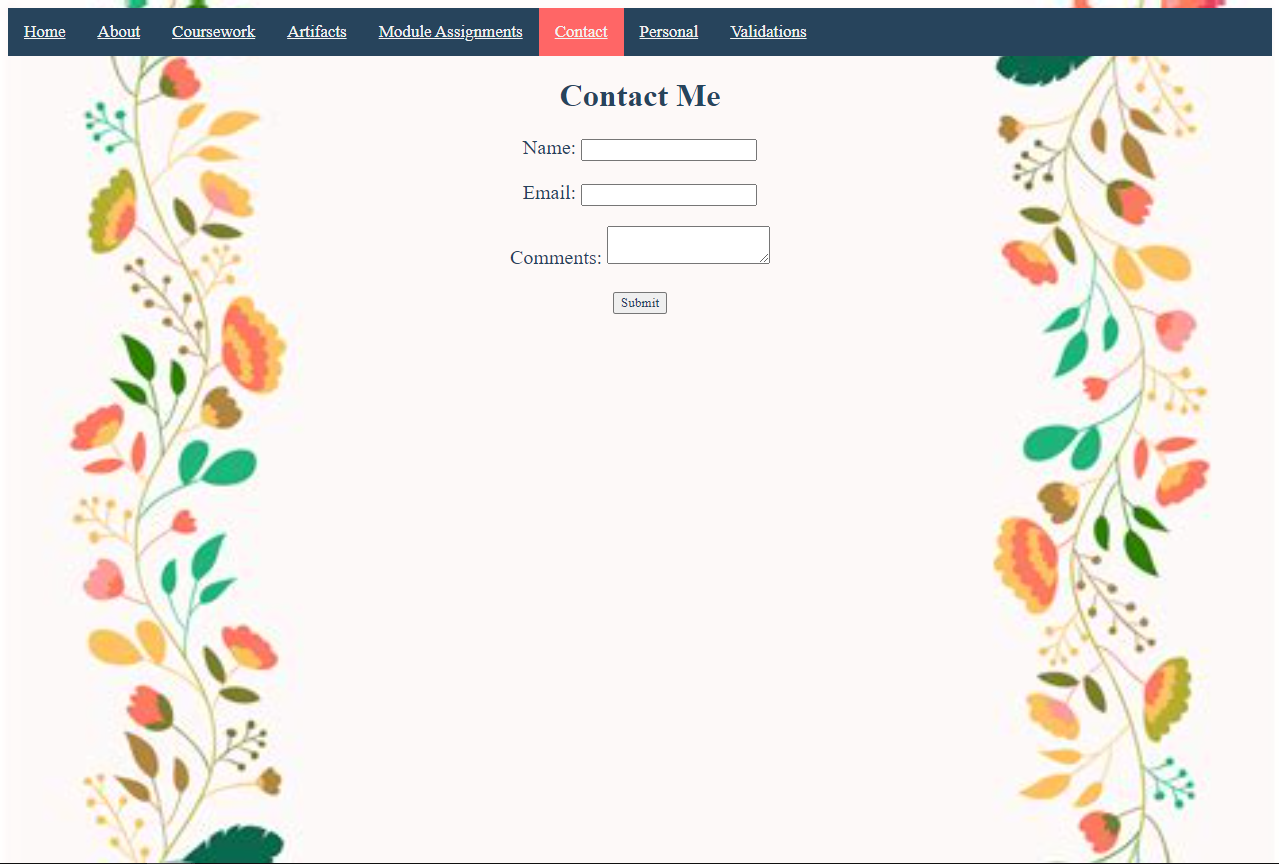 Home About Coursework Artifacts Module Assignments Contact Personal Validations
Contact Me
Name:
Email:
Comments:
Submit